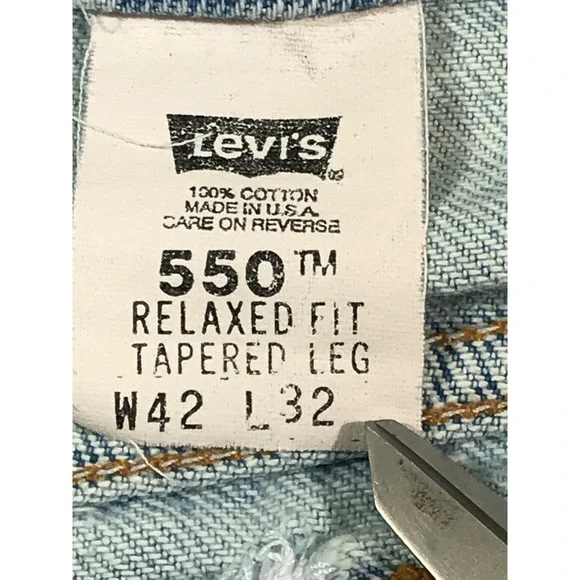 Levi's
100% COTTON
MADE IN U.S.A.
CARE ON REVERSE
550™
RELAXED FIT
TAPERED LEG
W42 L32